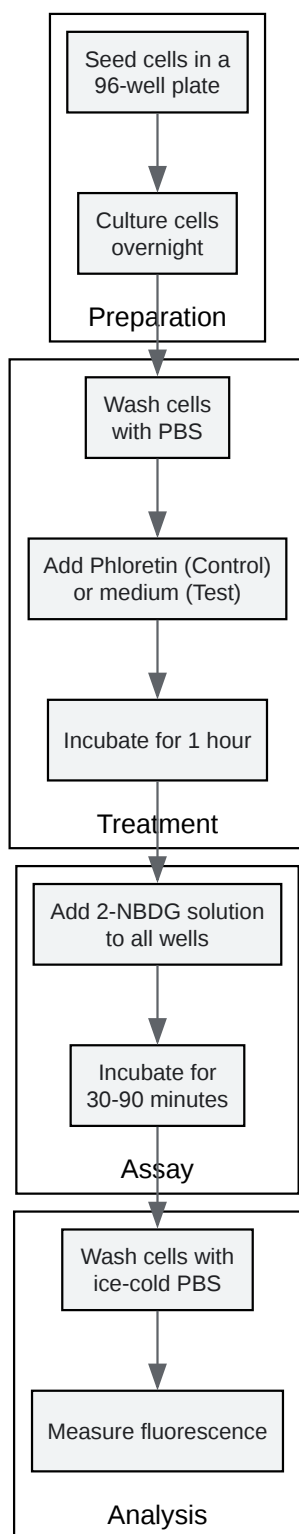 Seed cells in a
96-well plate
Culture cells
overnight
Preparation
Wash cells
with PBS
Add Phloretin (Control)
or medium (Test)
Incubate for 1 hour
Treatment
Add 2-NBDG solution
to all wells
Incubate for
30-90 minutes
Assay
Wash cells with
ice-cold PBS
Measure fluorescence
Analysis